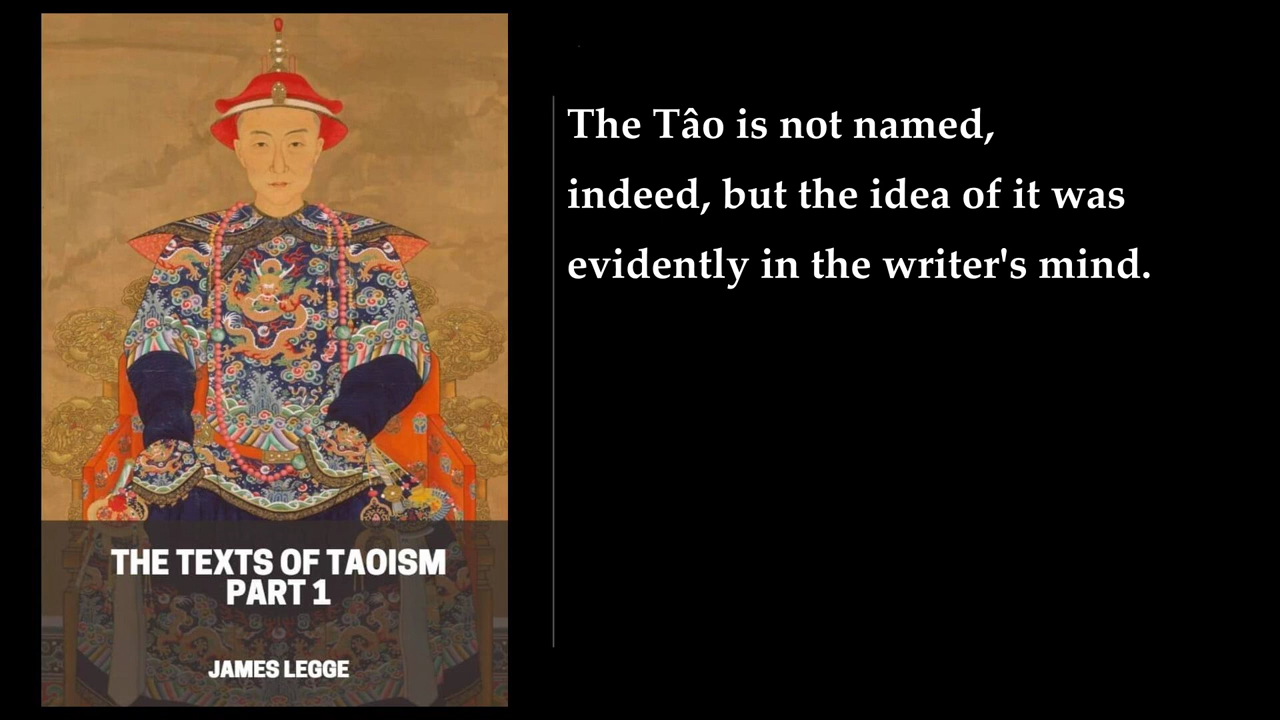 THE TEXTS OF TAOISM
PART 1
JAMES LEGGE
The Tâo is not named,
indeed, but the idea of it was
evidently in the writer's mind.